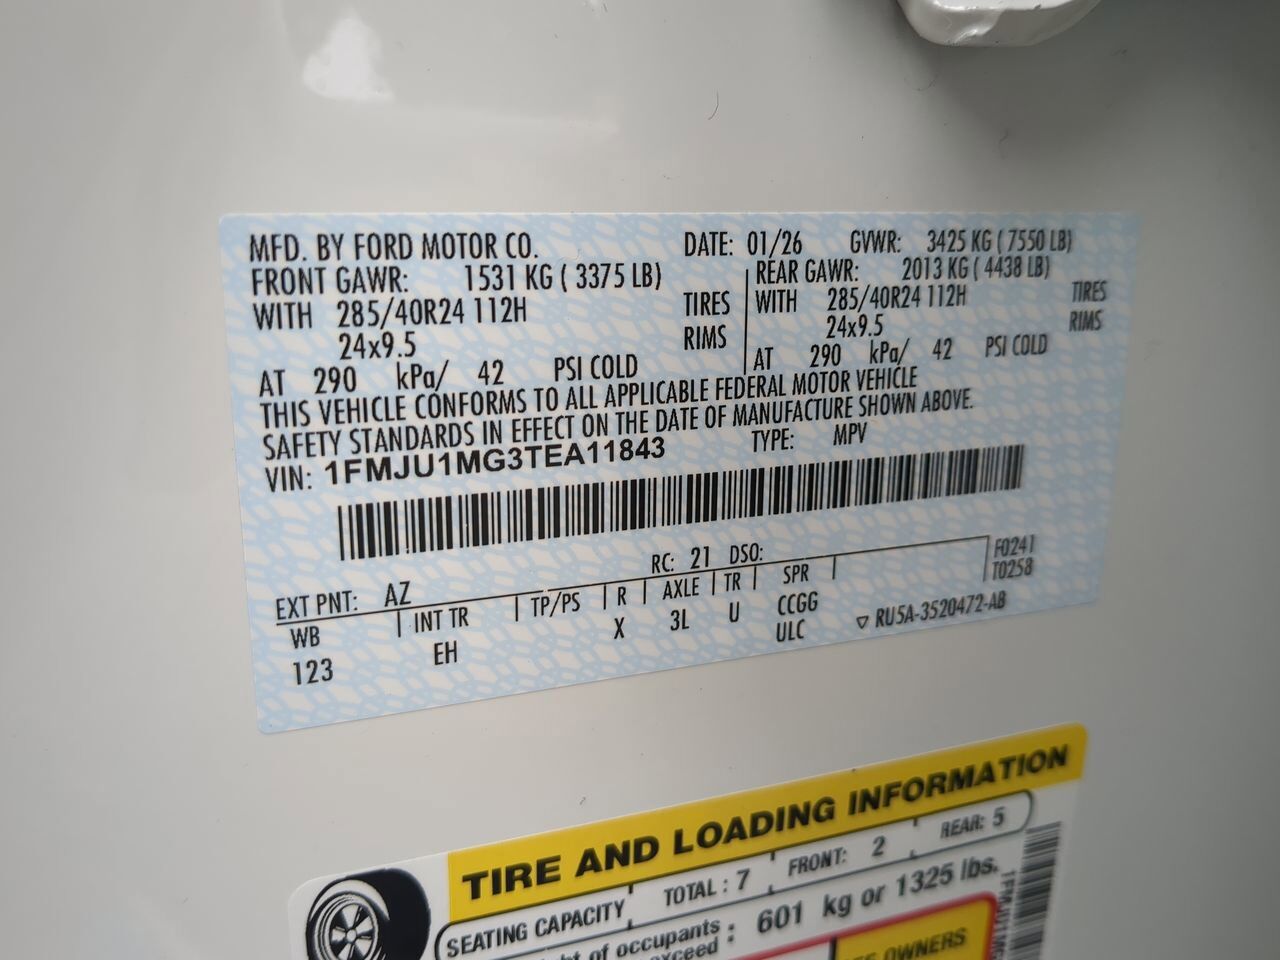 MFD. BY FORD MOTOR CO. DATE: 01/26 GVWR: 3425 KG ( 7550 LB)
FRONT GAWR: 1531 KG ( 3375 LB) REAR GAWR: 2013 KG ( 4438 LB)
WITH 285/40R24 112H TIRES WITH 285/40R24 112H TIRES
24x9.5 RIMS 24x9.5 RIMS
AT 290 kPa/ 42 PSI COLD AT 290 kPa/ 42 PSI COLD
THIS VEHICLE CONFORMS TO ALL APPLICABLE FEDERAL MOTOR VEHICLE
SAFETY STANDARDS IN EFFECT ON THE DATE OF MANUFACTURE SHOWN ABOVE.
VIN: 1FMJU1MG3TEA11843 TYPE: MPV
EXT PNT: AZ RC: 21 DSO: F0241
WB INT TR TP/PS R AXLE TR SPR T0258
123 EH X 3L U CCGG
ULC ▽ RU5A-3520472-AB
TIRE AND LOADING INFORMATION
SEATING CAPACITY TOTAL : 7 FRONT: 2 REAR: 5
of occupants : 601 kg or 1325 lbs.
exceed
OWNERS